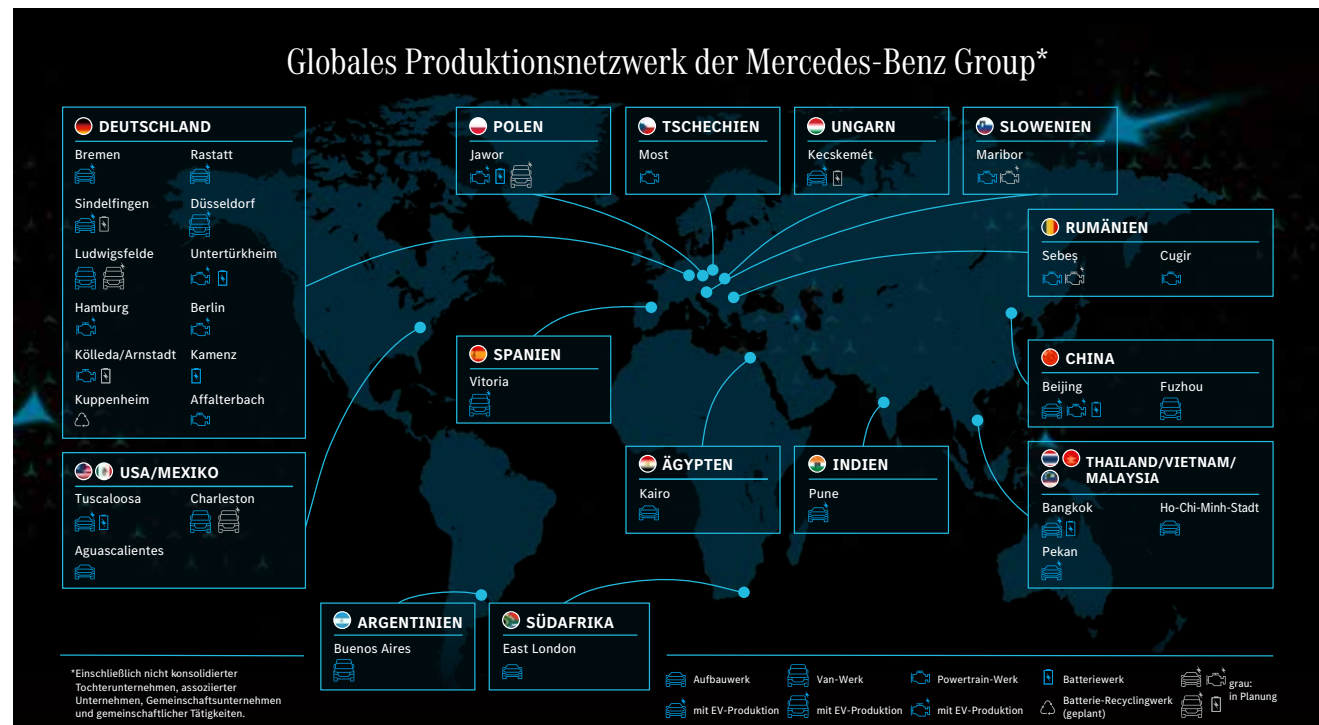 Globales Produktionsnetzwerk der Mercedes-Benz Group*
DEUTSCHLAND
Bremen Rastatt
Sindelfingen Düsseldorf
Ludwigsfelde Untertürkheim
Hamburg Berlin
Kölleda/Arnstadt Kamenz
Kuppenheim Affalterbach
POLEN
Jawor
TSCHECHIEN
Most
UNGARN
Kecskemét
SLOWENIEN
Maribor
RUMÄNIEN
Sebeș Cugir
SPANIEN
Vitoria
CHINA
Beijing Fuzhou
USA/MEXIKO
Tuscaloosa Charleston
Aguascalientes
ÄGYPTEN
Kairo
INDIEN
Pune
THAILAND/VIETNAM/
MALAYSIA
Bangkok Ho-Chi-Minh-Stadt
Pekan
ARGENTINIEN
Buenos Aires
SÜDAFRIKA
East London
*Einschließlich nicht konsolidierter
Tochterunternehmen, assoziierter
Unternehmen, Gemeinschaftsunternehmen
und gemeinschaftlicher Tätigkeiten.
Aufbauwerk
mit EV-Produktion
Van-Werk
mit EV-Produktion
Powertrain-Werk
mit EV-Produktion
Batteriewerk
Batterie-Recyclingwerk
(geplant)
grau:
in Planung